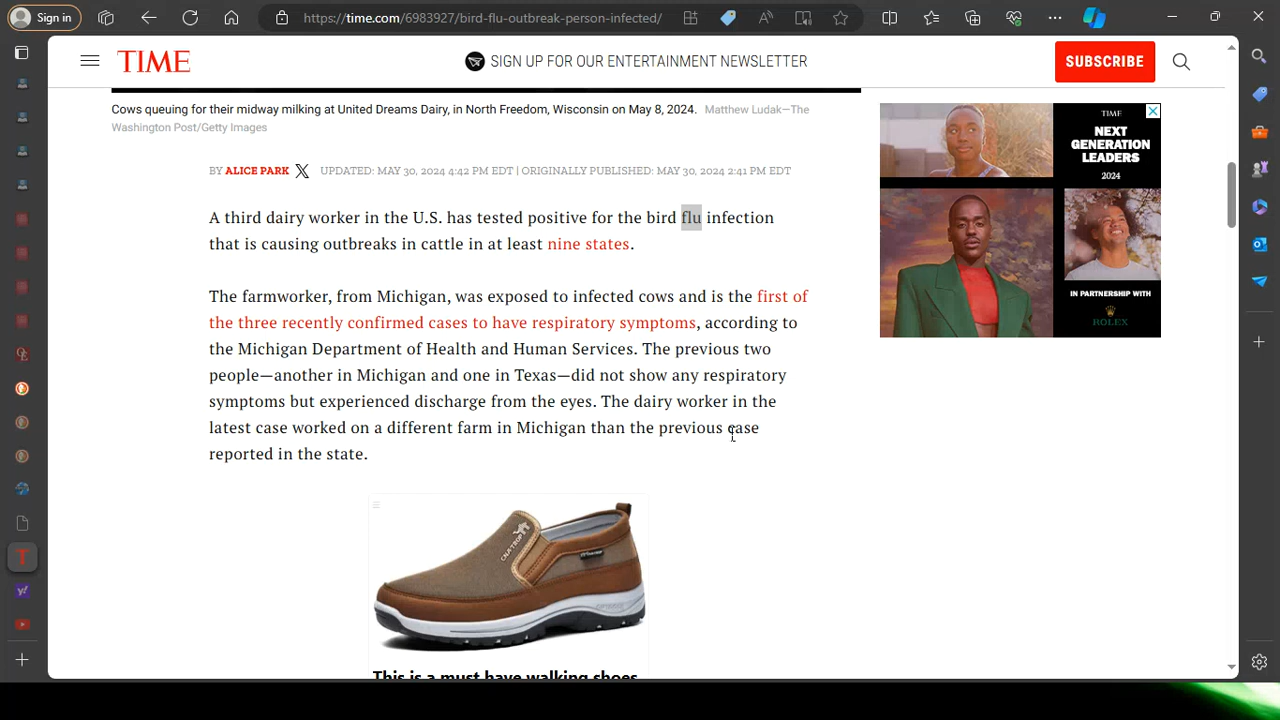 Sign in
https://time.com/6983927/bird-flu-outbreak-person-infected/
TIME
SIGN UP FOR OUR ENTERTAINMENT NEWSLETTER
SUBSCRIBE
Cows queuing for their midway milking at United Dreams Dairy, in North Freedom, Wisconsin on May 8, 2024. Matthew Ludak—The
Washington Post/Getty Images
BY ALICE PARK X UPDATED: MAY 30, 2024 4:42 PM EDT | ORIGINALLY PUBLISHED: MAY 30, 2024 2:41 PM EDT
A third dairy worker in the U.S. has tested positive for the bird flu infection
that is causing outbreaks in cattle in at least nine states.
The farmworker, from Michigan, was exposed to infected cows and is the first of
the three recently confirmed cases to have respiratory symptoms, according to
the Michigan Department of Health and Human Services. The previous two
people—another in Michigan and one in Texas—did not show any respiratory
symptoms but experienced discharge from the eyes. The dairy worker in the
latest case worked on a different farm in Michigan than the previous case
reported in the state.
This is a must have walking shoes
TIME
NEXT
GENERATION
LEADERS
2024
IN PARTNERSHIP WITH
ROLEX